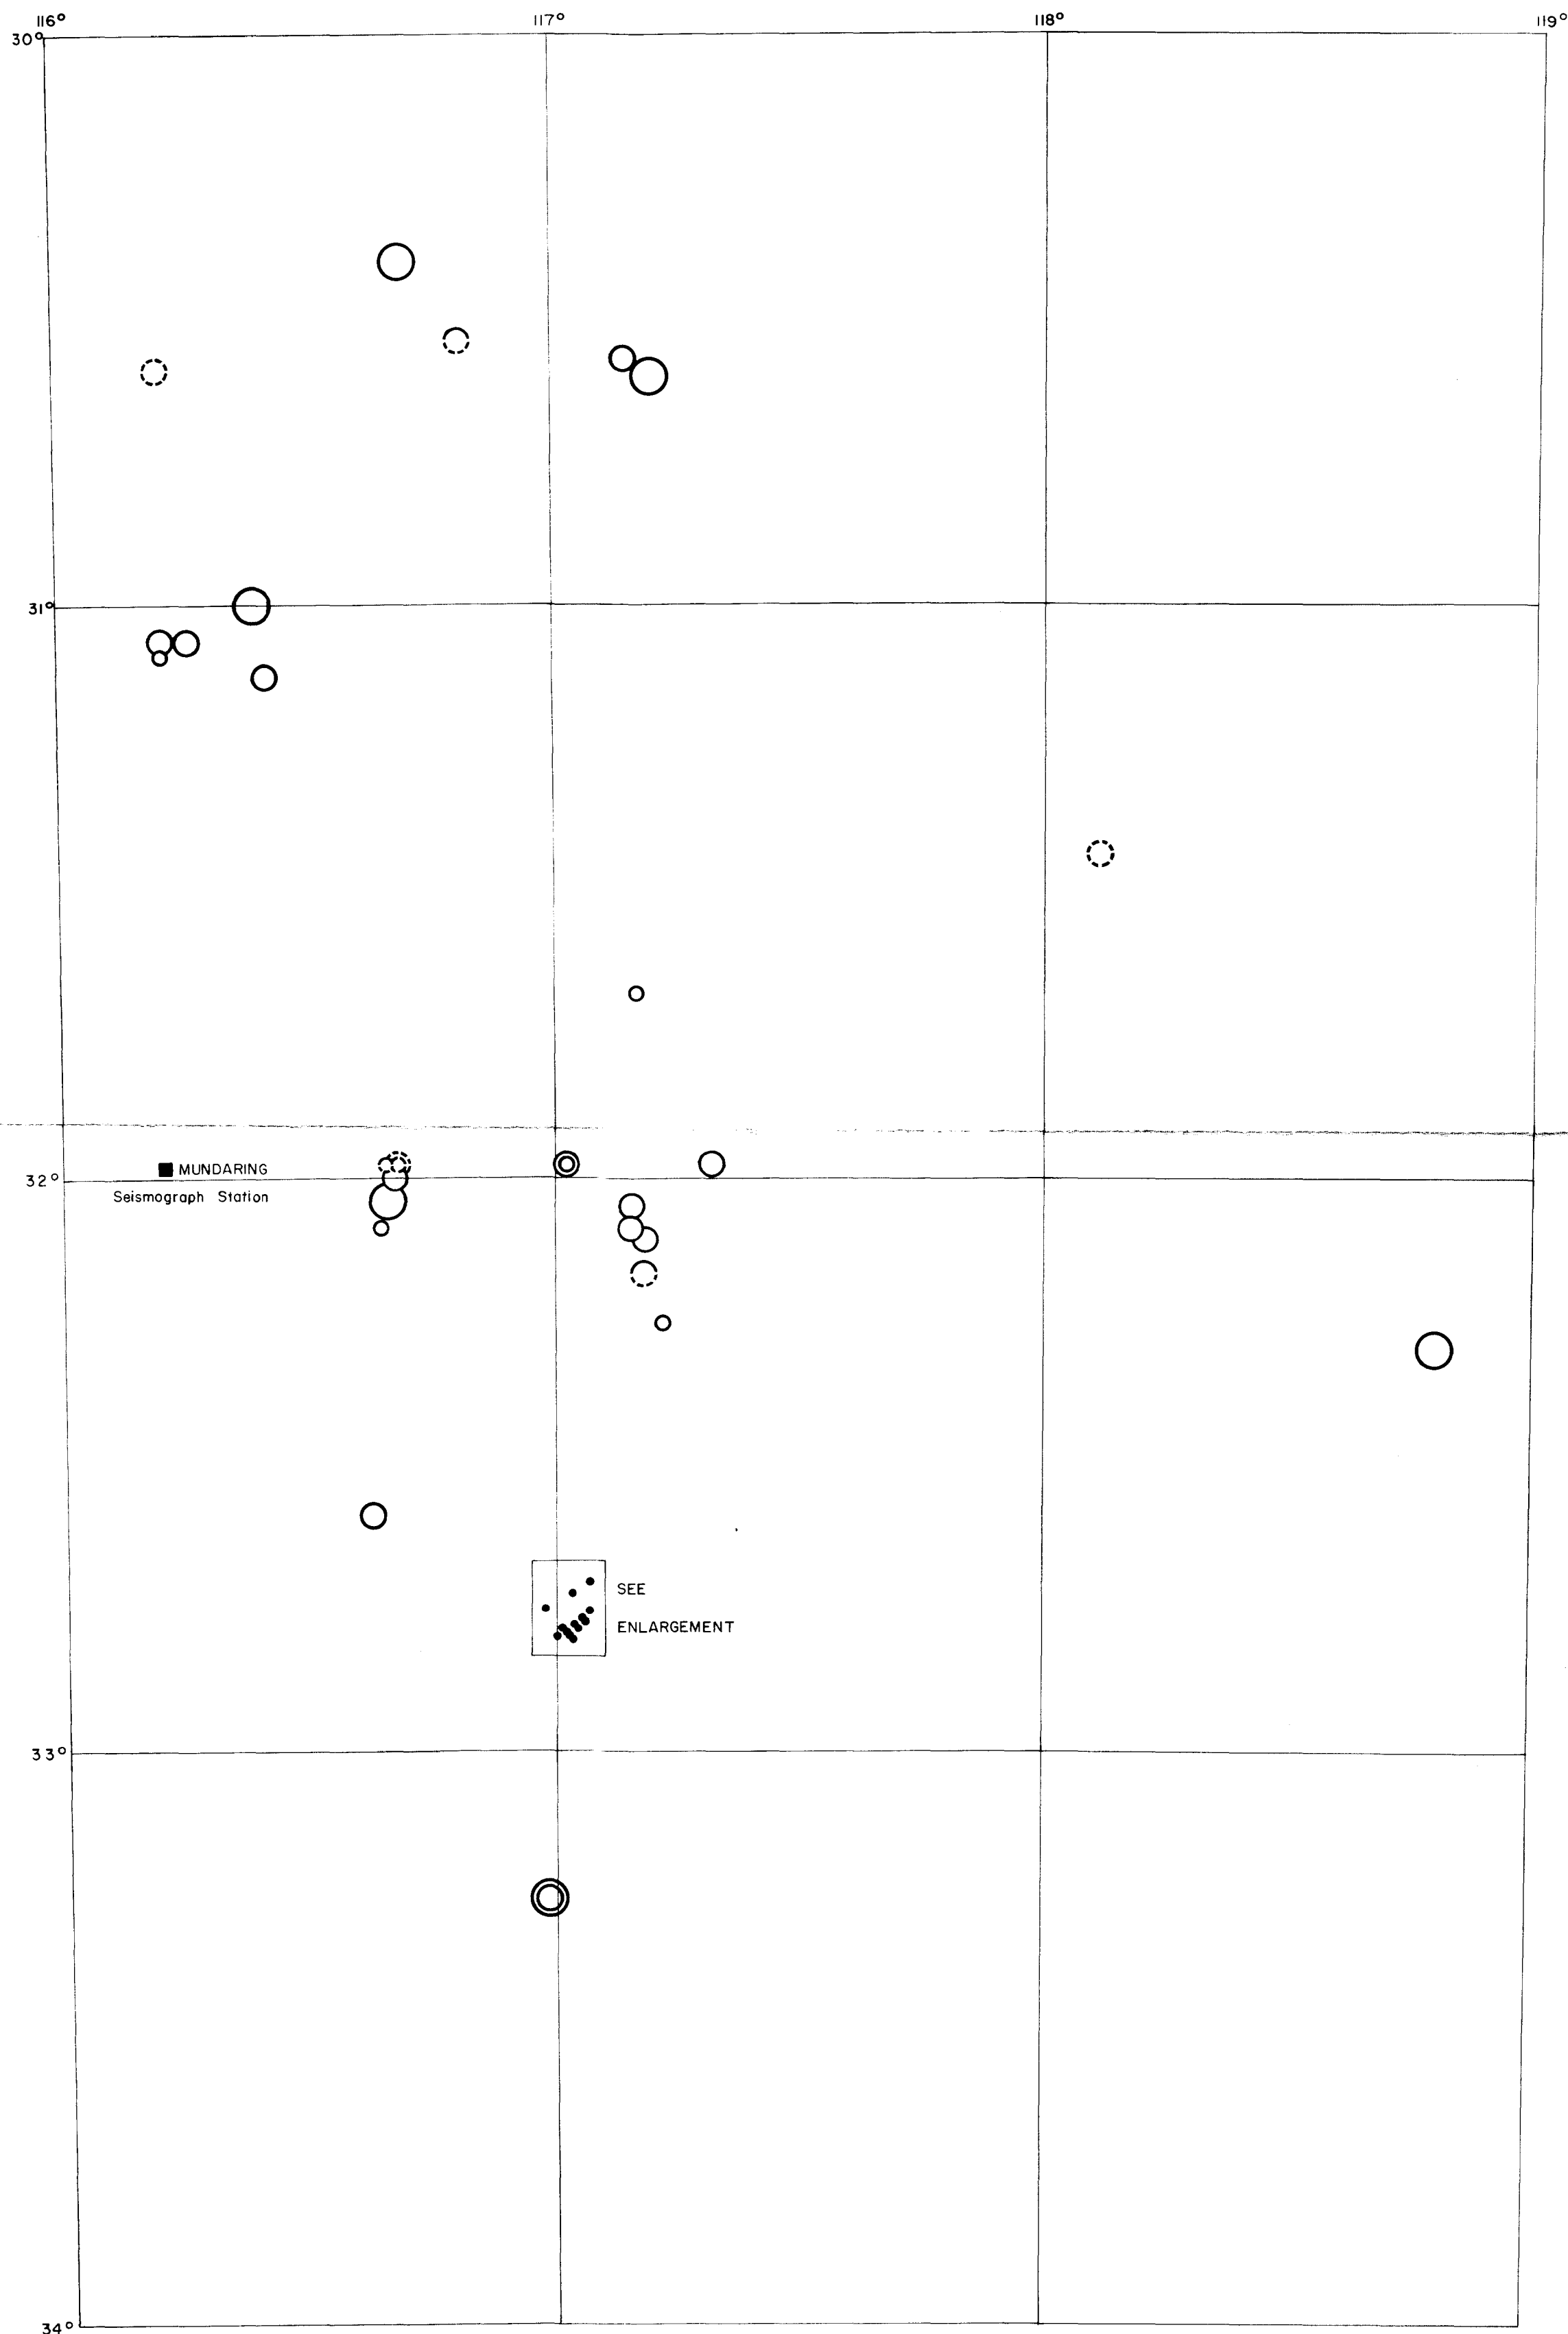 116° 117° 118° 119°
30°
31°
MUNDARING
32°
Seismograph Station
SEE
ENLARGEMENT
33°
34°